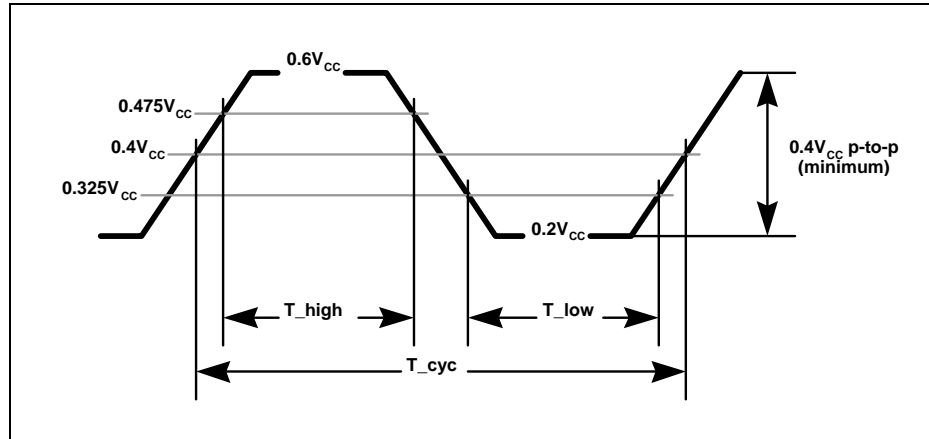 0.6V_CC
0.475V_CC
0.4V_CC
0.325V_CC
0.4V_CC p-to-p
(minimum)
0.2V_CC
T_high
T_low
T_cyc